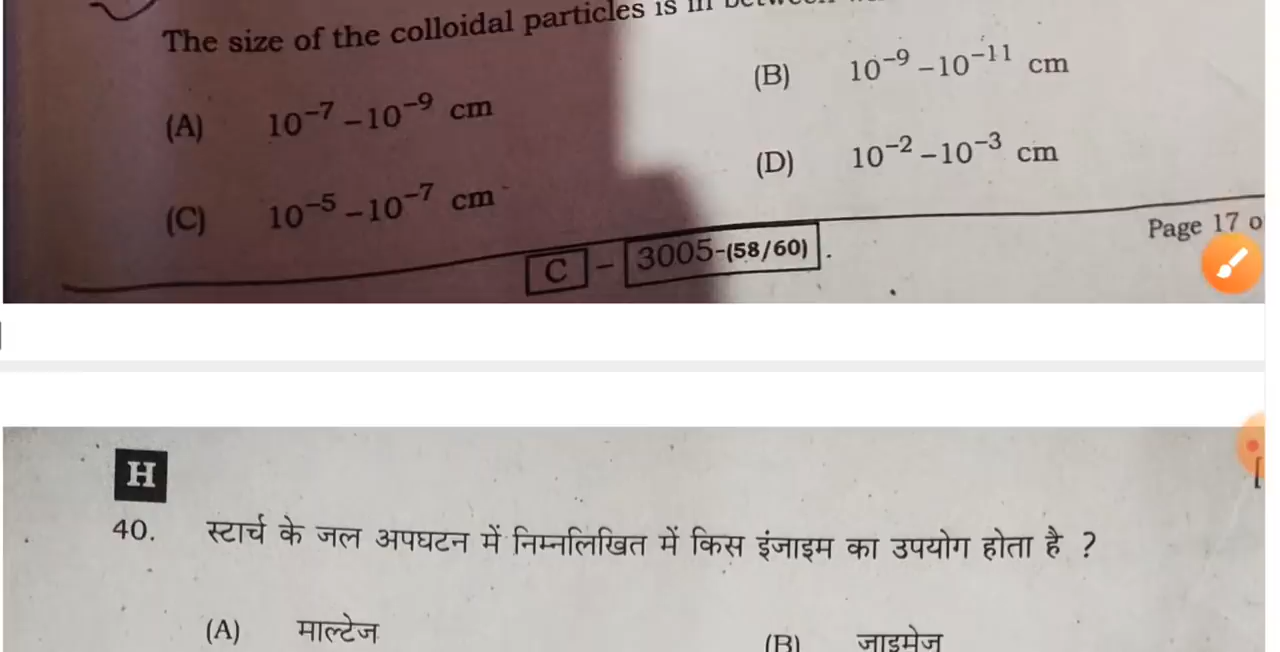 The size of the colloidal particles is in between
(A) 10⁻⁷ – 10⁻⁹ cm
(B) 10⁻⁹ – 10⁻¹¹ cm
(C) 10⁻⁵ – 10⁻⁷ cm
(D) 10⁻² – 10⁻³ cm
C – 3005-(58/60)
Page 17 o
H
40. स्टार्च के जल अपघटन में निम्नलिखित में किस इंजाइम का उपयोग होता है ?
(A) माल्टेज
(B) जाइमेज